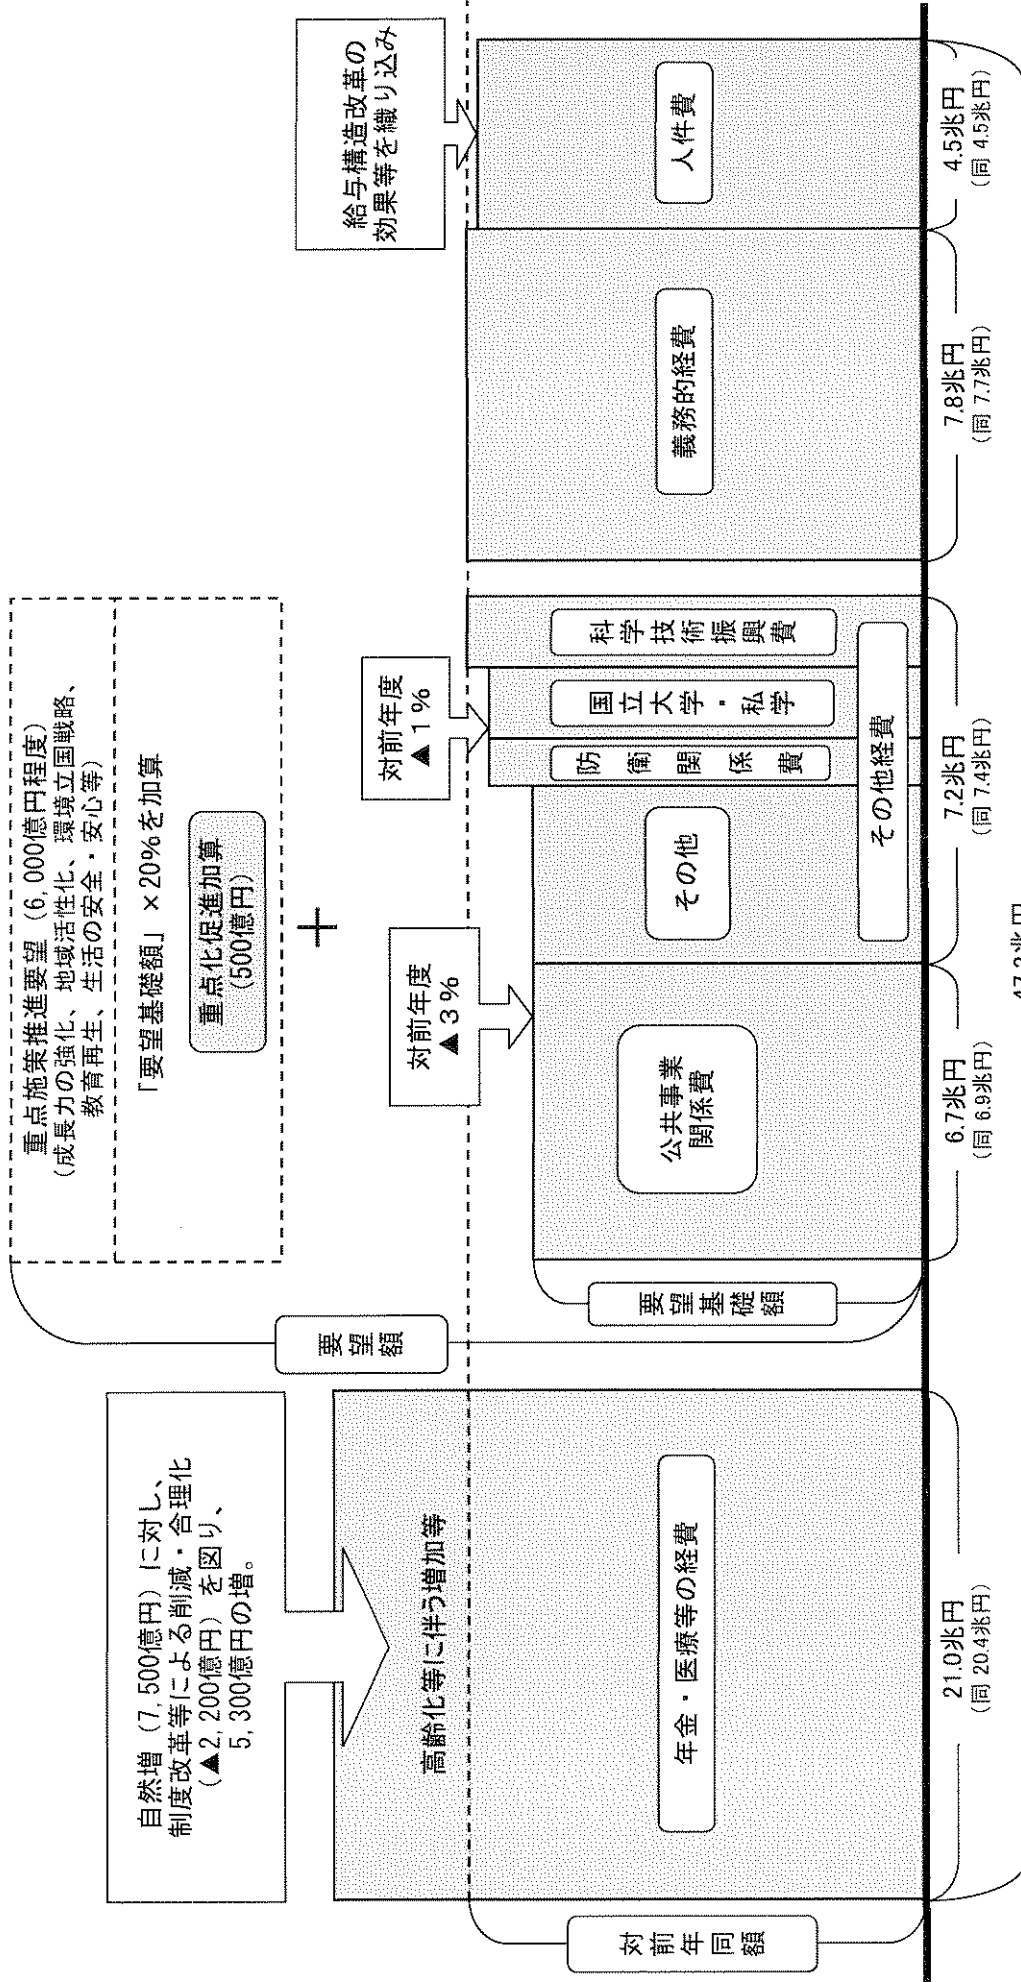 自然増（7,500億円）に対し、
制度改革等による削減・合理化
（▲2,200億円）を図り、
5,300億円の増。
高齢化等に伴う増加等
年金・医療等の経費
対前年同額
21.0兆円
（同 20.4兆円）
要望額
要望基礎額
重点施策推進要望（6,000億円程度）
（成長力の強化、地域活性化、環境立国戦略、
教育再生、生活の安全・安心等）
「要望基礎額」×20%を加算
重点化促進加算
（500億円）
＋
対前年度
▲３％
対前年度
▲１％
公共事業
関係費
その他
防衛関係費
国立大学・私学
科学技術振興費
その他経費
6.7兆円
（同 6.9兆円）
7.2兆円
（同 7.4兆円）
給与構造改革の
効果等を織り込み
義務的経費
人件費
7.8兆円
（同 7.7兆円）
4.5兆円
（同 4.5兆円）